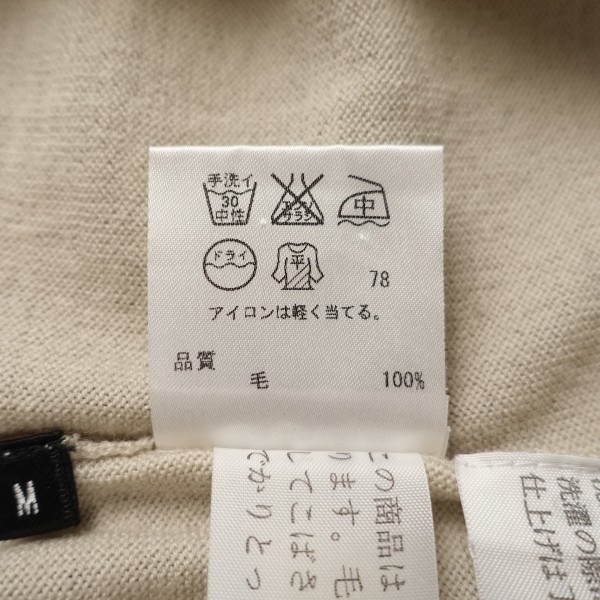 手洗イ
30
中性
エンソ
サラシ
中
ドライ
平
78
アイロンは軽く当てる。
品質
毛 100%
M
この商品は
ります。毛
してこばさ
でかりとっ
洗濯の際
仕上げは